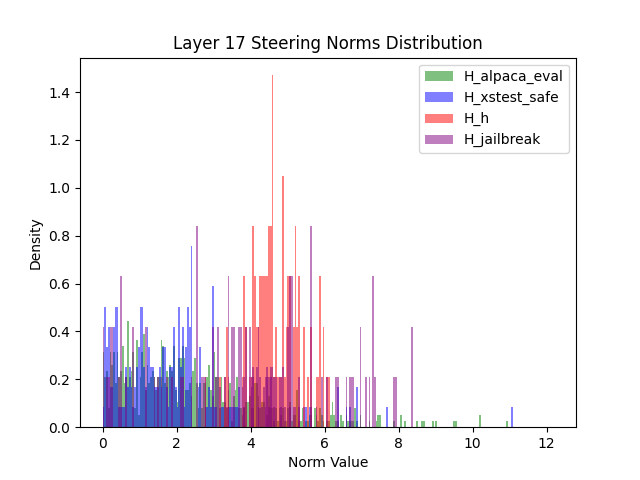 Layer 17 Steering Norms Distribution
H_alpaca_eval
H_xstest_safe
H_h
H_jailbreak
Density
1.4
1.2
1.0
0.8
0.6
0.4
0.2
0.0
0 2 4 6 8 10 12
Norm Value